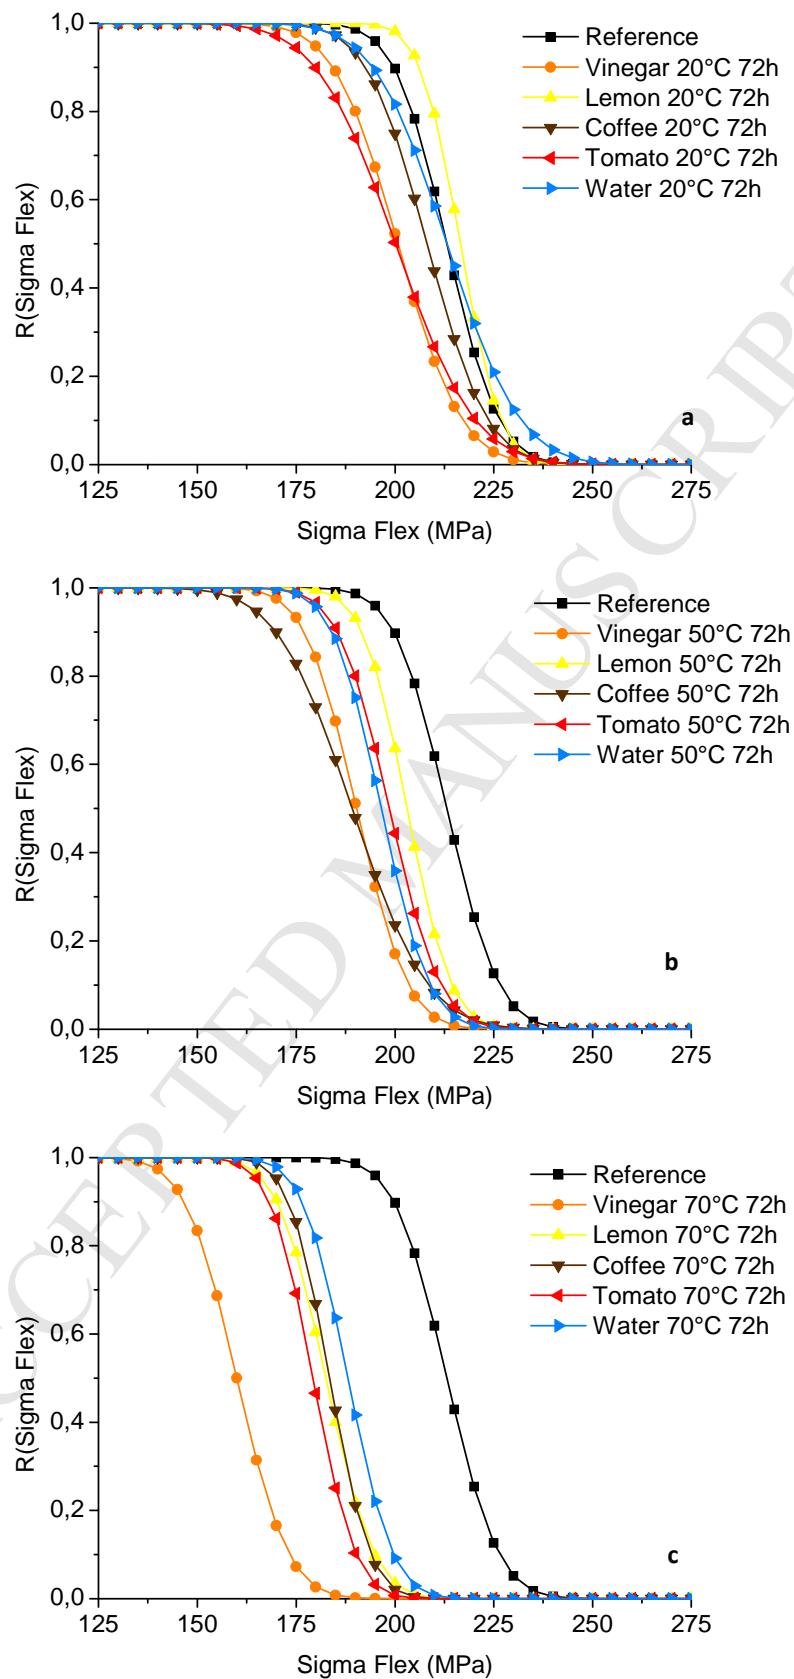 1,0
0,8
0,6
0,4
0,2
0,0
R(Sigma Flex)
Reference
Vinegar 20°C 72h
Lemon 20°C 72h
Coffee 20°C 72h
Tomato 20°C 72h
Water 20°C 72h
a
125 150 175 200 225 250 275
Sigma Flex (MPa)
1,0
0,8
0,6
0,4
0,2
0,0
R(Sigma Flex)
Reference
Vinegar 50°C 72h
Lemon 50°C 72h
Coffee 50°C 72h
Tomato 50°C 72h
Water 50°C 72h
b
125 150 175 200 225 250 275
Sigma Flex (MPa)
1,0
0,8
0,6
0,4
0,2
0,0
R(Sigma Flex)
Reference
Vinegar 70°C 72h
Lemon 70°C 72h
Coffee 70°C 72h
Tomato 70°C 72h
Water 70°C 72h
c
125 150 175 200 225 250 275
Sigma Flex (MPa)
CCEPTED MANUSCRIPT